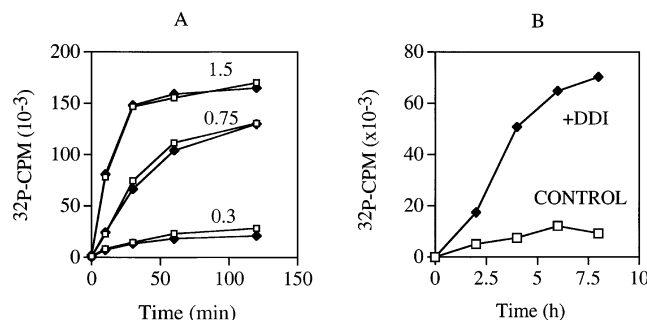 A
200
150
100
50
0
0
50
100
150
1.5
0.75
0.3
³²P-CPM (10⁻³)
Time (min)
B
80
60
40
20
0
0
2.5
5
7.5
10
+DDI
CONTROL
³²P-CPM (x10⁻³)
Time (h)